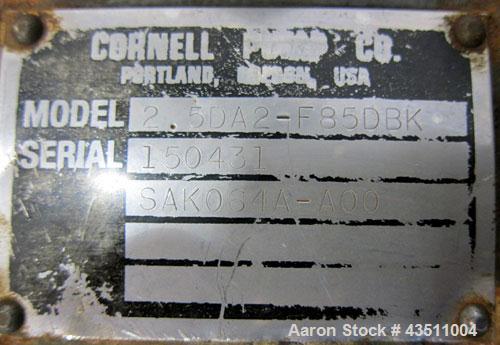 CORNELL PUMP CO.
PORTLAND, OREGON, USA
MODEL 2.5DA2-F85DBK
SERIAL 150431
SAK064A-A00
Aaron Stock # 43511004